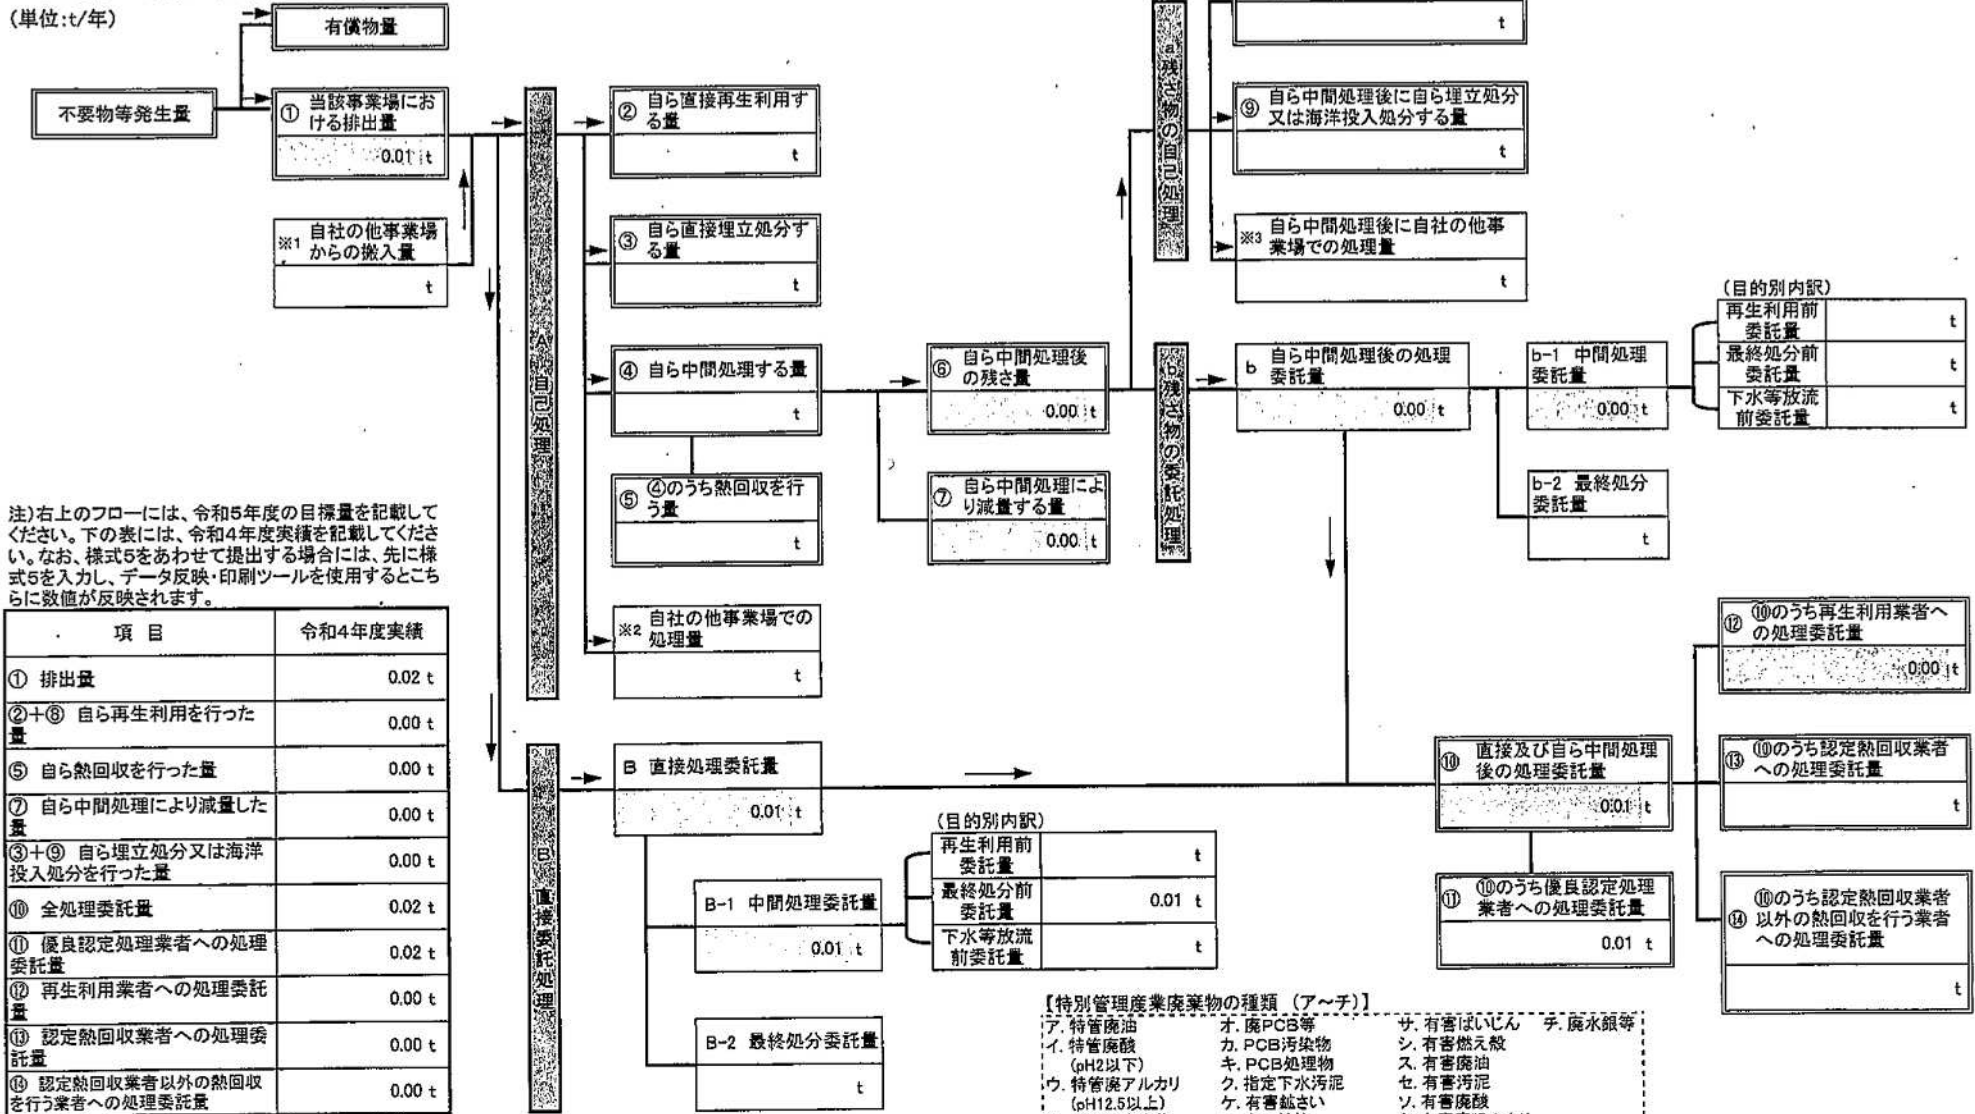 (単位:t/年)
有償物量
不要物等発生量
① 当該事業場にお
ける排出量
0.01 t
※1 自社の他事業場
からの搬入量
t
A 自己処理
② 自ら直接再生利用す
る量
t
③ 自ら直接埋立処分す
る量
t
④ 自ら中間処理する量
t
⑤ ④のうち熱回収を行
う量
t
※2 自社の他事業場での
処理量
t
⑥ 自ら中間処理後
の残さ量
0.00 t
⑦ 自ら中間処理によ
り減量する量
0.00 t
a 残さ物の自己処理
t
⑨ 自ら中間処理後に自ら埋立処分
又は海洋投入処分する量
t
※3 自ら中間処理後に自社の他事
業場での処理量
t
b 残さ物の委託処理
b 自ら中間処理後の処理
委託量
0.00 t
b-1 中間処理
委託量
0.00 t
b-2 最終処分
委託量
t
(目的別内訳)
再生利用前
委託量 t
最終処分前
委託量 t
下水等放流
前委託量 t
注)右上のフローには、令和5年度の目標量を記載して
ください。下の表には、令和4年度実績を記載してくださ
い。なお、様式5をあわせて提出する場合には、先に様
式5を入力し、データ反映・印刷ツールを使用するとこち
らに数値が反映されます。
項 目 令和4年度実績
① 排出量 0.02 t
②+⑧ 自ら再生利用を行った
量 0.00 t
⑤ 自ら熱回収を行った量 0.00 t
⑦ 自ら中間処理により減量した
量 0.00 t
③+⑨ 自ら埋立処分又は海洋
投入処分を行った量 0.00 t
⑩ 全処理委託量 0.02 t
⑪ 優良認定処理業者への処理
委託量 0.02 t
⑫ 再生利用業者への処理委託
量 0.00 t
⑬ 認定熱回収業者への処理委
託量 0.00 t
⑭ 認定熱回収業者以外の熱回収
を行う業者への処理委託量 0.00 t
B 直接委託処理
B 直接処理委託量
0.01 t
B-1 中間処理委託量
0.01 t
B-2 最終処分委託量
t
(目的別内訳)
再生利用前
委託量 t
最終処分前
委託量 0.01 t
下水等放流
前委託量 t
⑩ 直接及び自ら中間処理
後の処理委託量
0.01 t
⑪ ⑩のうち優良認定処理
業者への処理委託量
0.01 t
⑫ ⑩のうち再生利用業者へ
の処理委託量
0.00 t
⑬ ⑩のうち認定熱回収業者
への処理委託量
t
⑭ ⑩のうち認定熱回収業者
以外の熱回収を行う業者
への処理委託量
t
【特別管理産業廃棄物の種類 (ア~チ)】
ア. 特管廃油 オ. 廃PCB等 サ. 有害ばいじん チ. 廃水銀等
イ. 特管廃酸 カ. PCB汚染物 シ. 有害燃え殻
(pH2以下) キ. PCB処理物 ス. 有害廃油
ウ. 特管廃アルカリ ク. 指定下水汚泥 セ. 有害汚泥
(pH12.5以上) ケ. 有害鉱さい ソ. 有害廃酸